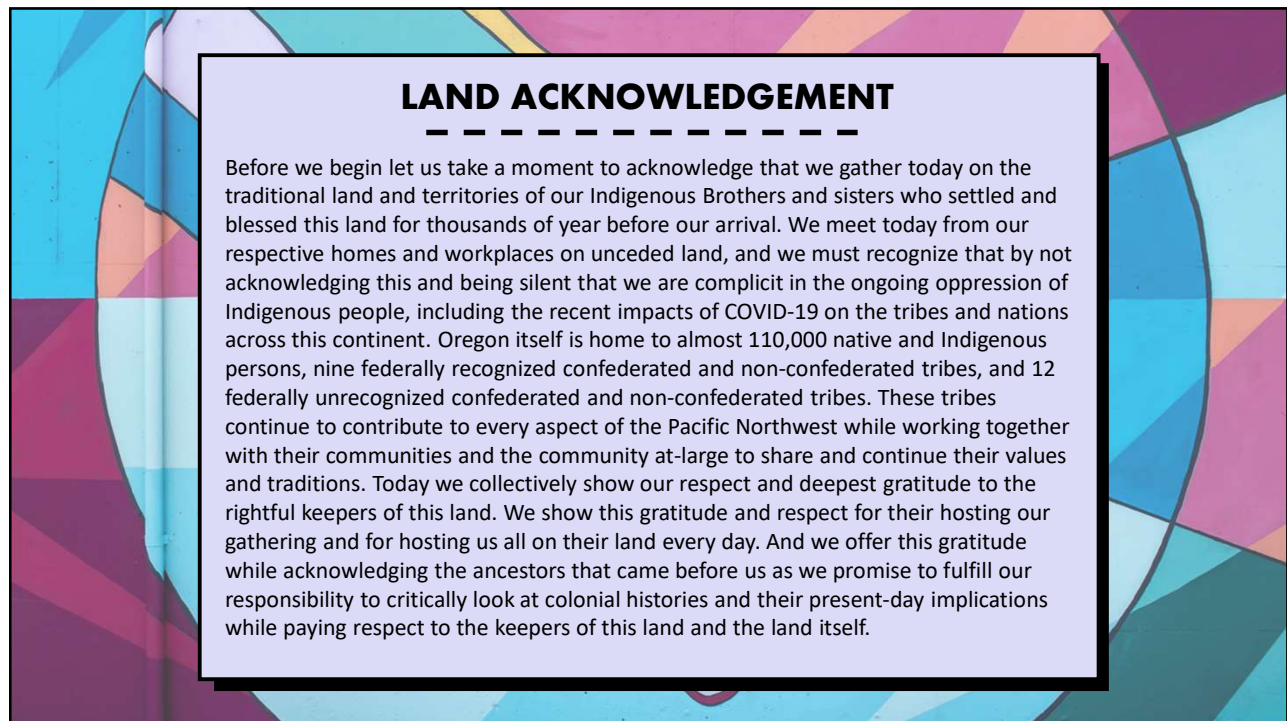 LAND ACKNOWLEDGEMENT
Before we begin let us take a moment to acknowledge that we gather today on the
traditional land and territories of our Indigenous Brothers and sisters who settled and
blessed this land for thousands of year before our arrival. We meet today from our
respective homes and workplaces on unceded land, and we must recognize that by not
acknowledging this and being silent that we are complicit in the ongoing oppression of
Indigenous people, including the recent impacts of COVID-19 on the tribes and nations
across this continent. Oregon itself is home to almost 110,000 native and Indigenous
persons, nine federally recognized confederated and non-confederated tribes, and 12
federally unrecognized confederated and non-confederated tribes. These tribes
continue to contribute to every aspect of the Pacific Northwest while working together
with their communities and the community at-large to share and continue their values
and traditions. Today we collectively show our respect and deepest gratitude to the
rightful keepers of this land. We show this gratitude and respect for their hosting our
gathering and for hosting us all on their land every day. And we offer this gratitude
while acknowledging the ancestors that came before us as we promise to fulfill our
responsibility to critically look at colonial histories and their present-day implications
while paying respect to the keepers of this land and the land itself.